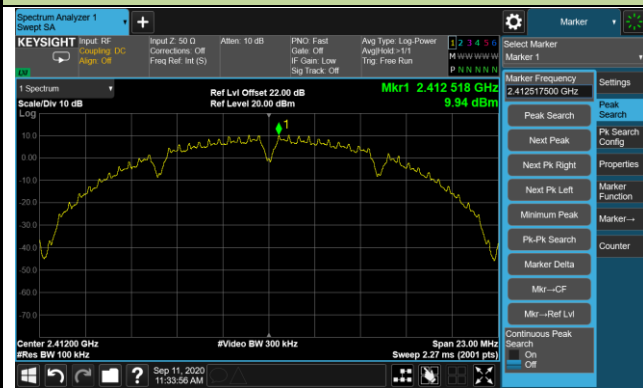 Spectrum Analyzer 1
Swept SA
Marker
KEYSIGHT
Input: RF
Coupling: DC
Align: Off
Input Z: 50 Ω
Corrections: Off
Freq Ref: Int (S)
Atten: 10 dB
PNO: Fast
Gate: Off
IF Gain: Low
Sig Track: Off
Avg Type: Log-Power
Avg|Hold:>1/1
Trig: Free Run
1 2 3 4 5 6
M W W W W W
P N N N N N
LVI
Select Marker
Marker 1
1 Spectrum
Scale/Div 10 dB
Log
Ref Lvl Offset 22.00 dB
Ref Level 20.00 dBm
Mkr1 2.412 518 GHz
9.94 dBm
1
10.0
0.00
-10.0
-20.0
-30.0
-40.0
-50.0
-60.0
-70.0
Center 2.41200 GHz
#Res BW 100 kHz
#Video BW 300 kHz
Span 23.00 MHz
Sweep 2.27 ms (2001 pts)
Marker Frequency
2.412517500 GHz
Peak Search
Next Peak
Next Pk Right
Next Pk Left
Minimum Peak
Pk-Pk Search
Marker Delta
Mkr→CF
Mkr→Ref Lvl
Continuous Peak
Search
On
Off
Settings
Peak
Search
Pk Search
Config
Properties
Marker
Function
Marker→
Counter
?
Sep 11, 2020
11:33:56 AM